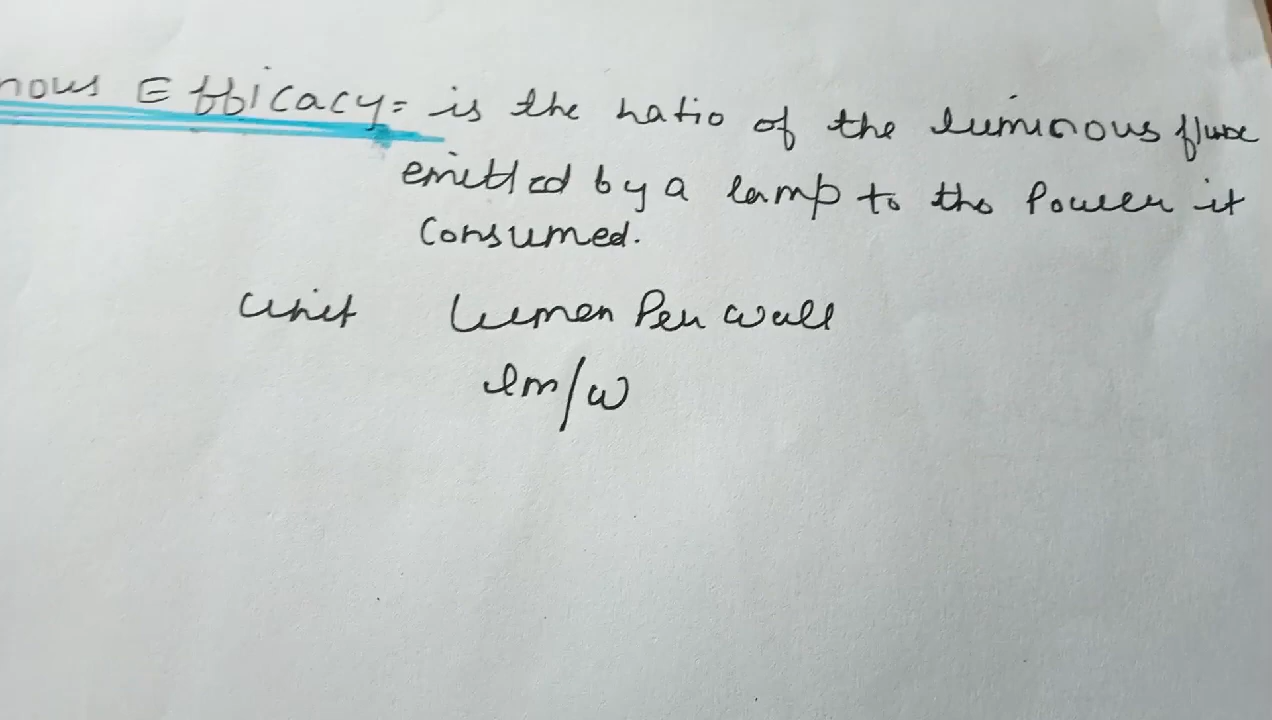 nous Efficacy= is the ratio of the luminous flux
emitted by a lamp to the Power it
Consumed.
Unit lumen Per watt
lm/w